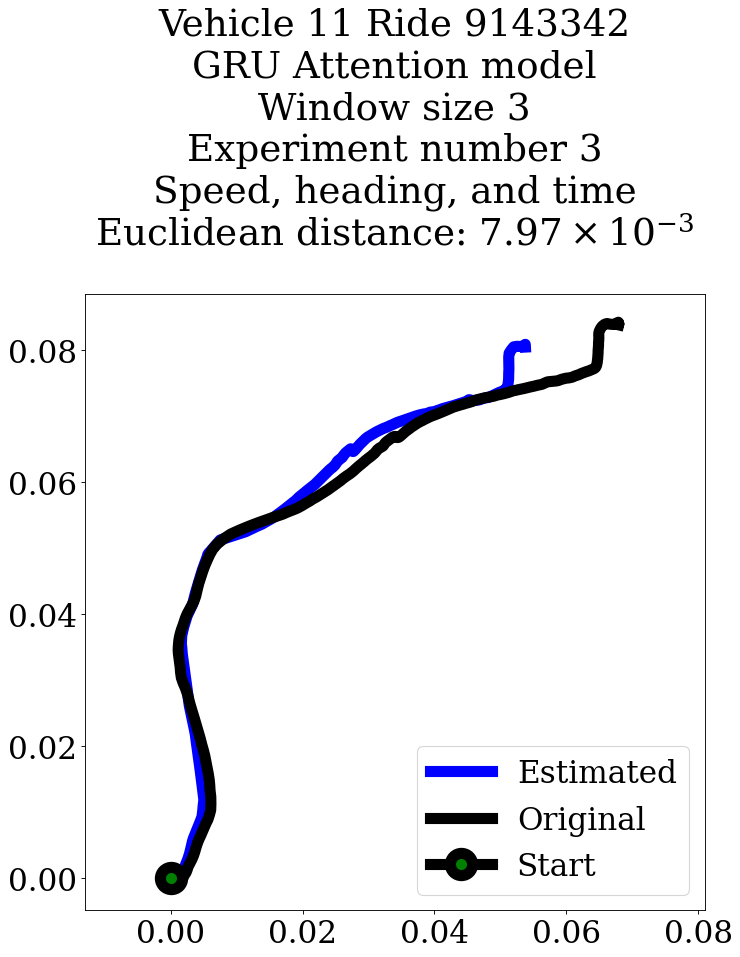 Vehicle 11 Ride 9143342
GRU Attention model
Window size 3
Experiment number 3
Speed, heading, and time
Euclidean distance: 7.97 × 10⁻³
0.08
0.06
0.04
0.02
0.00
Estimated
Original
Start
0.00 0.02 0.04 0.06 0.08